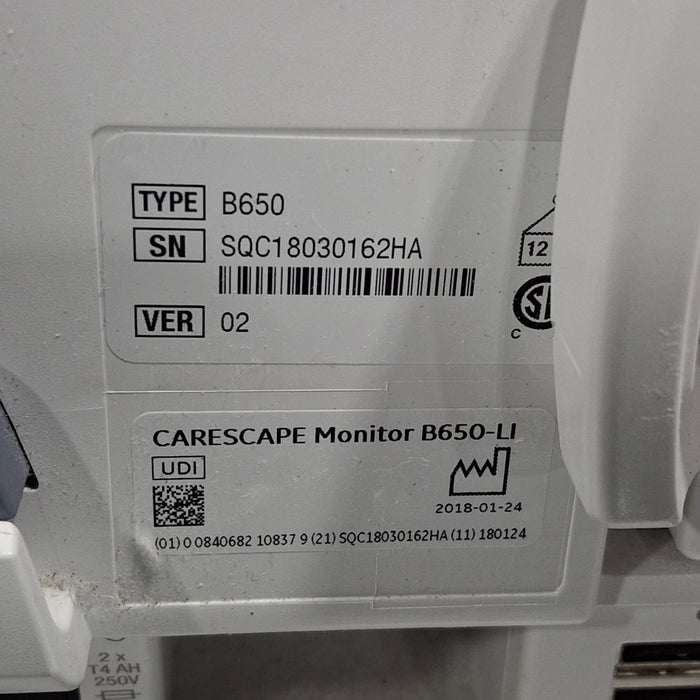 TYPE B650
SN SQC18030162HA
12
C
VER 02
CARESCAPE Monitor B650-LI
UDI
2018-01-24
(01) 0 0840682 10837 9 (21) SQC18030162HA (11) 180124
2 x
T4 AH
250V